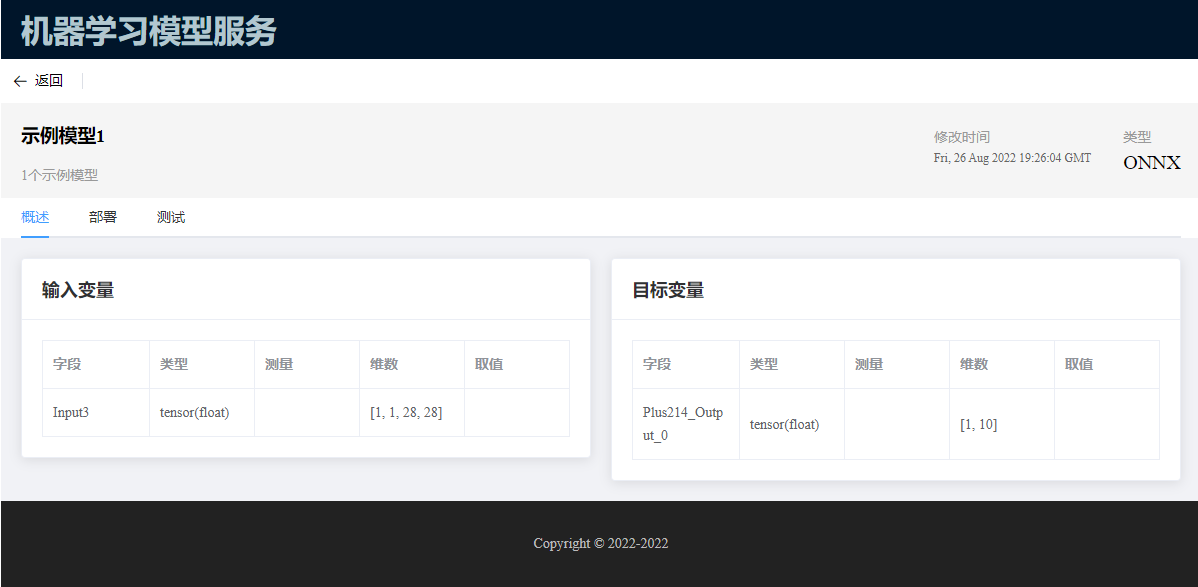 机器学习模型服务
返回
示例模型1
1个示例模型
修改时间
Fri, 26 Aug 2022 19:26:04 GMT
类型
ONNX
概述 部署 测试
输入变量
字段 类型 测量 维数 取值
Input3 tensor(float) [1, 1, 28, 28]
目标变量
字段 类型 测量 维数 取值
Plus214_Outp
ut_0
tensor(float) [1, 10]
Copyright © 2022-2022